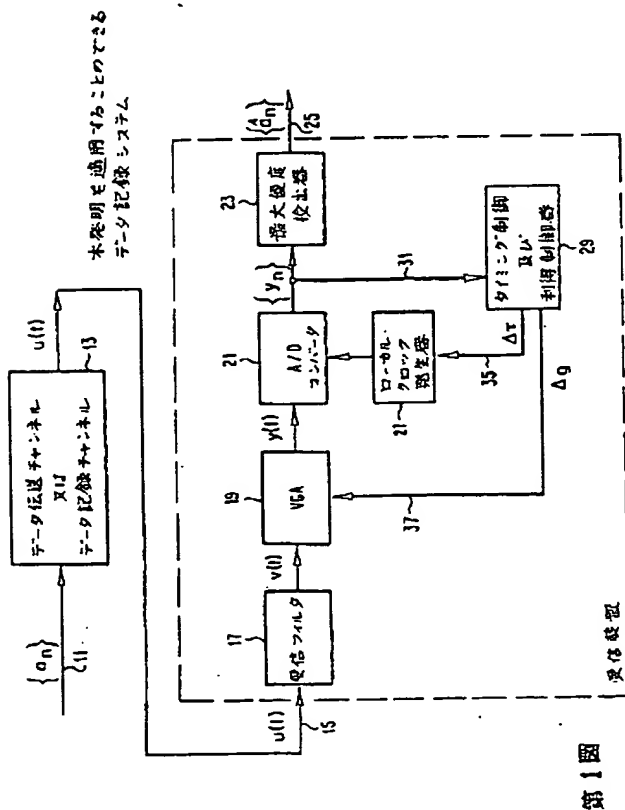 本発明を適用することのできる
データ記録システム
{an}
11
データ伝送チャンネル
又は
データ記録チャンネル
13
u(t)
u(t)
15
17
受信フィルタ
v(t)
19
VGA
y(t)
21
A/D
コンバータ
{yn}
23
最大優度
検出器
{ân}
25
27
ローカル・
クロック
発生器
31
タイミング制御
及び
利得制御器
29
35
Δτ
37
Δg
受信装置
第1図